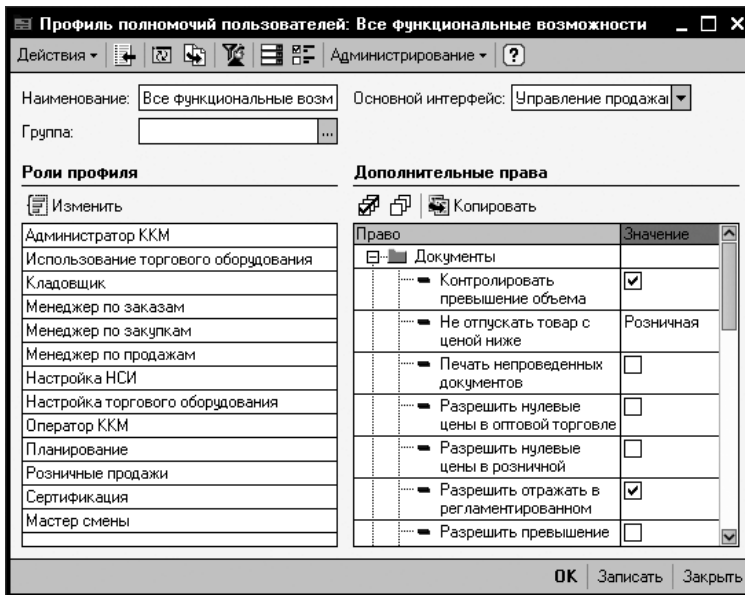 Профиль полномочий пользователей: Все функциональные возможности
Действия
Администрирование
?
Наименование: Все функциональные возм
Основной интерфейс: Управление продажа
Группа:
...
Роли профиля
Изменить
Администратор ККМ
Использование торгового оборудования
Кладовщик
Менеджер по заказам
Менеджер по закупкам
Менеджер по продажам
Настройка НСИ
Настройка торгового оборудования
Оператор ККМ
Планирование
Розничные продажи
Сертификация
Мастер смены
Дополнительные права
Копировать
Право Значение
Документы
Контролировать
превышение объема
Не отпускать товар с Розничная
ценой ниже
Печать непроведенных
документов
Разрешить нулевые
цены в оптовой торговле
Разрешить нулевые
цены в розничной
Разрешить отражать в
регламентированном
Разрешить превышение
OK Записать Закрыть